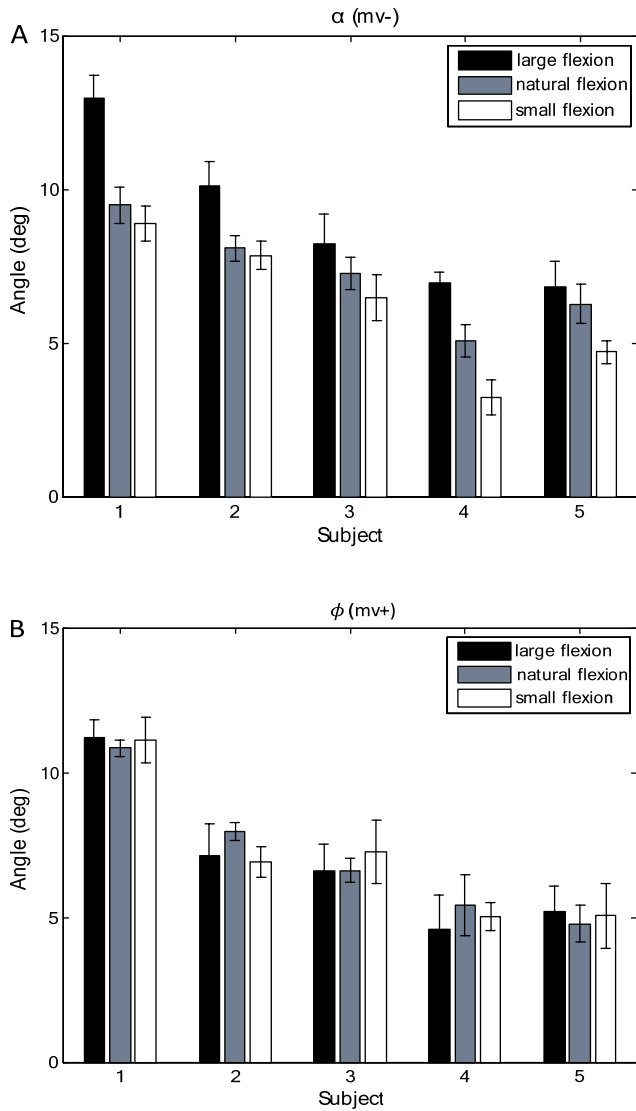 A
α (mv-)
15
large flexion
natural flexion
small flexion
10
Angle (deg)
5
0
1 2 3 4 5
Subject
B
ϕ (mv+)
15
large flexion
natural flexion
small flexion
10
Angle (deg)
5
0
1 2 3 4 5
Subject